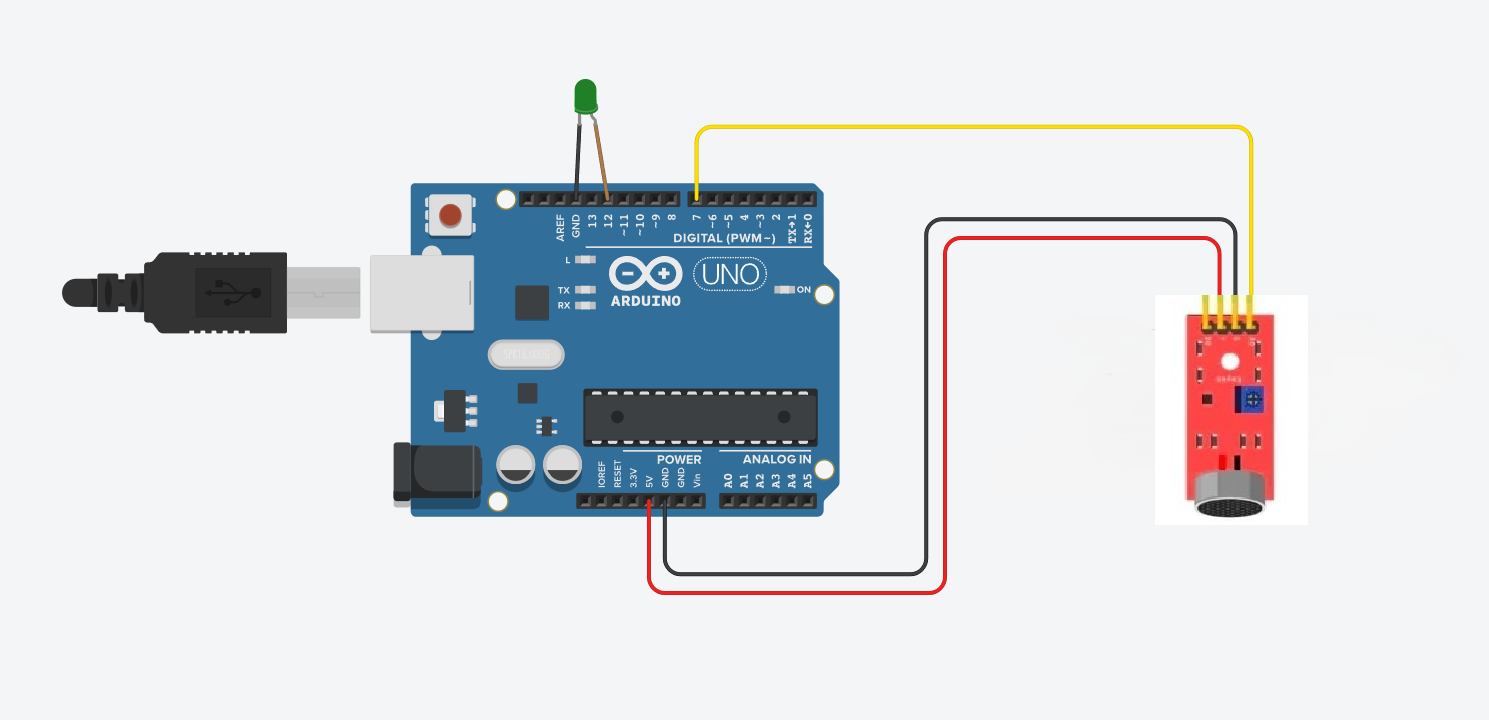 AREF
GND
13
12
~11
~10
~9
8
7
~6
~5
4
~3
2
TX→1
RX←0
DIGITAL (PWM~)
L
TX
RX
ARDUINO
UNO
ON
POWER
ANALOG IN
IOREF
RESET
3.3V
5V
GND
GND
Vin
A0
A1
A2
A3
A4
A5